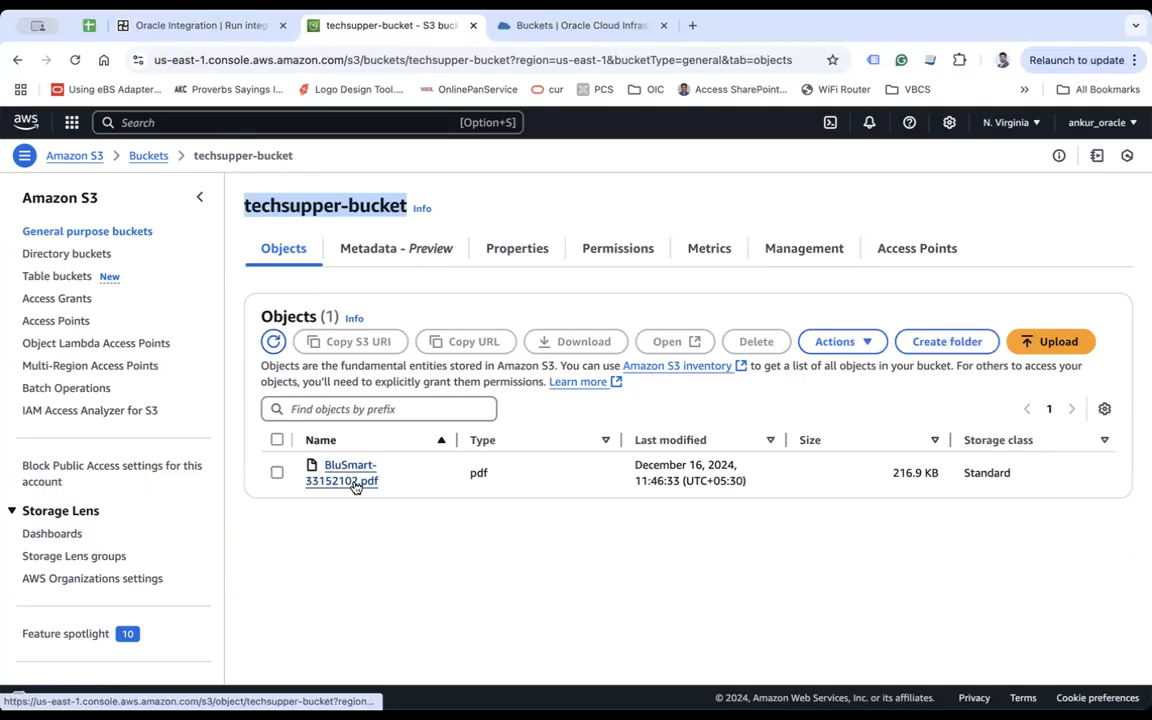 Oracle Integration | Run integ
techsupper-bucket - S3 buc
Buckets | Oracle Cloud Infras
us-east-1.console.aws.amazon.com/s3/buckets/techsupper-bucket?region=us-east-1&bucketType=general&tab=objects
Relaunch to update
Using eBS Adapter...
AKC Proverbs Sayings I...
Logo Design Tool....
OnlinePanService
cur
PCS
OIC
Access SharePoint...
WiFi Router
VBCS
All Bookmarks
aws
Search
[Option+S]
N. Virginia
ankur_oracle
Amazon S3
Buckets
techsupper-bucket
Amazon S3
General purpose buckets
Directory buckets
Table buckets New
Access Grants
Access Points
Object Lambda Access Points
Multi-Region Access Points
Batch Operations
IAM Access Analyzer for S3
Block Public Access settings for this
account
Storage Lens
Dashboards
Storage Lens groups
AWS Organizations settings
Feature spotlight 10
techsupper-bucket Info
Objects
Metadata - Preview
Properties
Permissions
Metrics
Management
Access Points
Objects (1) Info
Copy S3 URI
Copy URL
Download
Open
Delete
Actions
Create folder
Upload
Objects are the fundamental entities stored in Amazon S3. You can use Amazon S3 inventory to get a list of all objects in your bucket. For others to access your
objects, you'll need to explicitly grant them permissions. Learn more
Find objects by prefix
1
Name
Type
Last modified
Size
Storage class
BluSmart-
33152102.pdf
pdf
December 16, 2024,
11:46:33 (UTC+05:30)
216.9 KB
Standard
https://us-east-1.console.aws.amazon.com/s3/object/techsupper-bucket?region...
© 2024, Amazon Web Services, Inc. or its affiliates.
Privacy
Terms
Cookie preferences